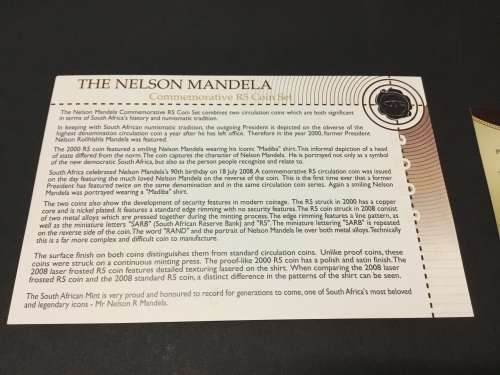 THE NELSON MANDELA
Commemorative R5 Coin Set
The Nelson Mandela Commemorative R5 Coin Set combines two circulation coins which are both significant
in terms of South Africa's history and numismatic tradition.
In keeping with South African numismatic tradition, the outgoing President is depicted on the obverse of the
highest denomination circulation coin a year after he has left office. Therefore in the year 2000, former President
Nelson Rolihlahla Mandela was featured.
The 2000 R5 coin featured a smiling Nelson Mandela wearing his iconic "Madiba" shirt. This informal depiction of a head
of state differed from the norm. The coin captures the character of Nelson Mandela. He is portrayed not only as a symbol
of the new democratic South Africa, but also as the person people recognise and relate to.
South Africa celebrated Nelson Mandela's 90th birthday on 18 July 2008. A commemorative R5 circulation coin was issued
on the day featuring the much loved Nelson Mandela on the reverse of the coin. This is the first time ever that a former
President has featured twice on the same denomination and in the same circulation coin series. Again a smiling Nelson
Mandela was portrayed wearing a "Madiba" shirt.
The two coins also show the development of security features in modern coinage. The R5 struck in 2000 has a copper
core and is nickel plated. It features a standard edge rimming with no security features. The R5 coin struck in 2008 consist
of two metal alloys which are pressed together during the minting process. The edge rimming features a line pattern, as
well as the miniature letters "SARB" (South African Reserve Bank) and "R5". The miniature lettering "SARB" is repeated
on the reverse side of the coin. The word "RAND" and the portrait of Nelson Mandela lie over both metal alloys. Technically
this is a far more complex and difficult coin to manufacture.
The surface finish on both coins distinguishes them from standard circulation coins. Unlike proof coins, these
coins were struck on a continuous minting press. The proof-like 2000 R5 coin has a polish and satin finish. The
2008 laser frosted R5 coin features detailed texturing lasered on the shirt. When comparing the 2008 laser
frosted R5 coin and the 2008 standard R5 coin, a distinct difference in the patterns of the shirt can be seen.
The South African Mint is very proud and honoured to record for generations to come, one of South Africa's most beloved
and legendary icons - Mr Nelson R Mandela.